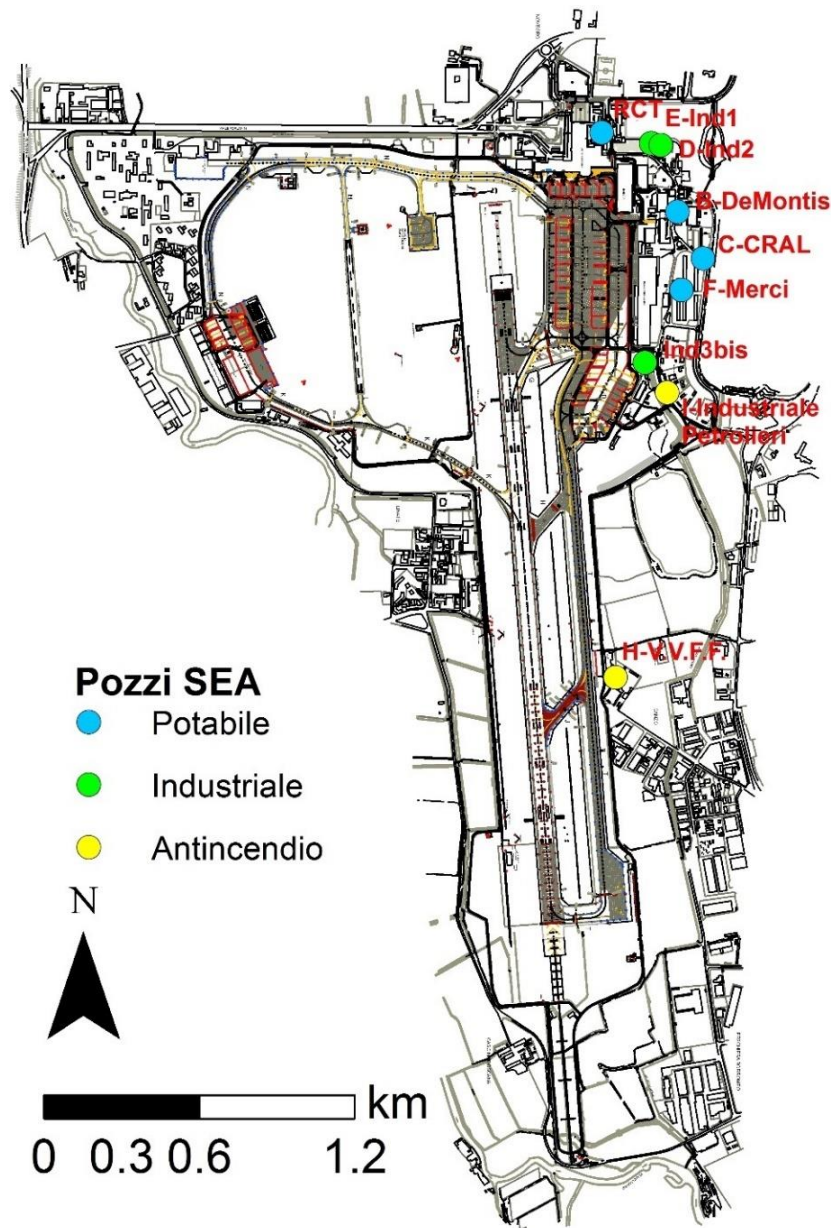 RCT
E-Ind1
D-Ind2
B-DeMontis
C-CRAL
F-Merci
Ind3bis
I-Industriale
Petrolieri
H-V.V.F.F.
Pozzi SEA
Potabile
Industriale
Antincendio
N
km
0 0.3 0.6 1.2